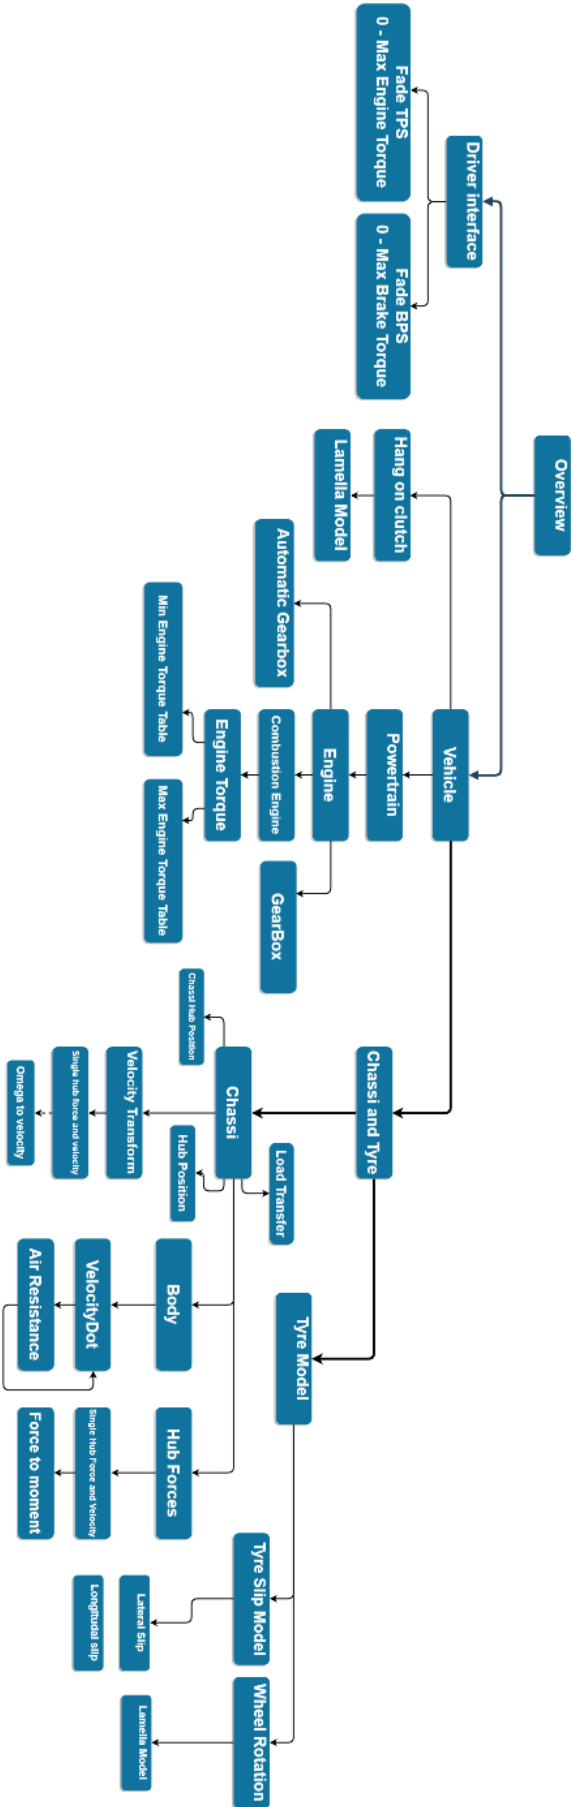 Overview
Driver interface
Fade TPS
0 - Max Engine Torque
Fade BPS
0 - Max Brake Torque
Vehicle
Hang on clutch
Lamella Model
Powertrain
Engine
Automatic Gearbox
Combustion Engine
GearBox
Engine Torque
Min Engine Torque Table
Max Engine Torque Table
Chassi and Tyre
Chassi
Chassi Hub Position
Velocity Transform
Single hub force and velocity
Omega to velocity
Hub Position
Load Transfer
Body
VelocityDot
Air Resistance
Hub Forces
Single Hub Force and Velocity
Force to moment
Tyre Model
Tyre Slip Model
Lateral Slip
Longitudal slip
Wheel Rotation
Lamella Model